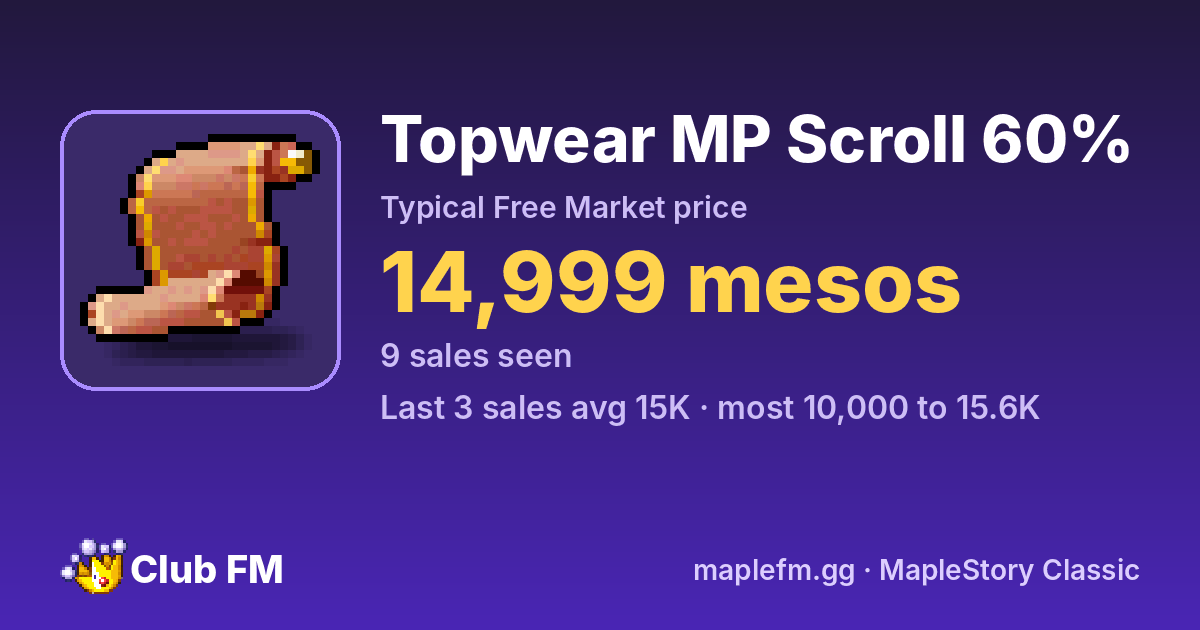 Topwear MP Scroll 60%
Typical Free Market price
14,999 mesos
9 sales seen
Last 3 sales avg 15K · most 10,000 to 15.6K
Club FM
maplefm.gg · MapleStory Classic